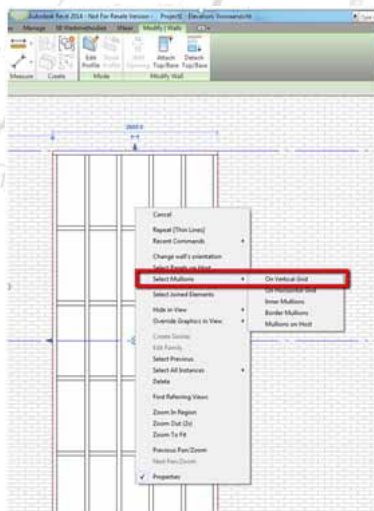 Autodesk Revit 2014 - Not For Resale Version - Project1 - Elevation: Vooraanzicht
Manage Modify | Walls
Edit Profile
Reset Profile
Attach Top/Base
Detach Top/Base
Measure Create Mode Modify Wall
Cancel
Repeat [Thin Lines]
Recent Commands
Change wall's orientation
Select Panels on Host
Select Mullions
On Vertical Grid
Select Joined Elements
On Horizontal Grid
Inner Mullions
Hide in View
Border Mullions
Override Graphics in View
Mullions on Host
Create Similar
Edit Family
Select Previous
Select All Instances
Delete
Find Referring Views
Zoom In Region
Zoom Out (2x)
Zoom To Fit
Previous Pan/Zoom
Next Pan/Zoom
Properties